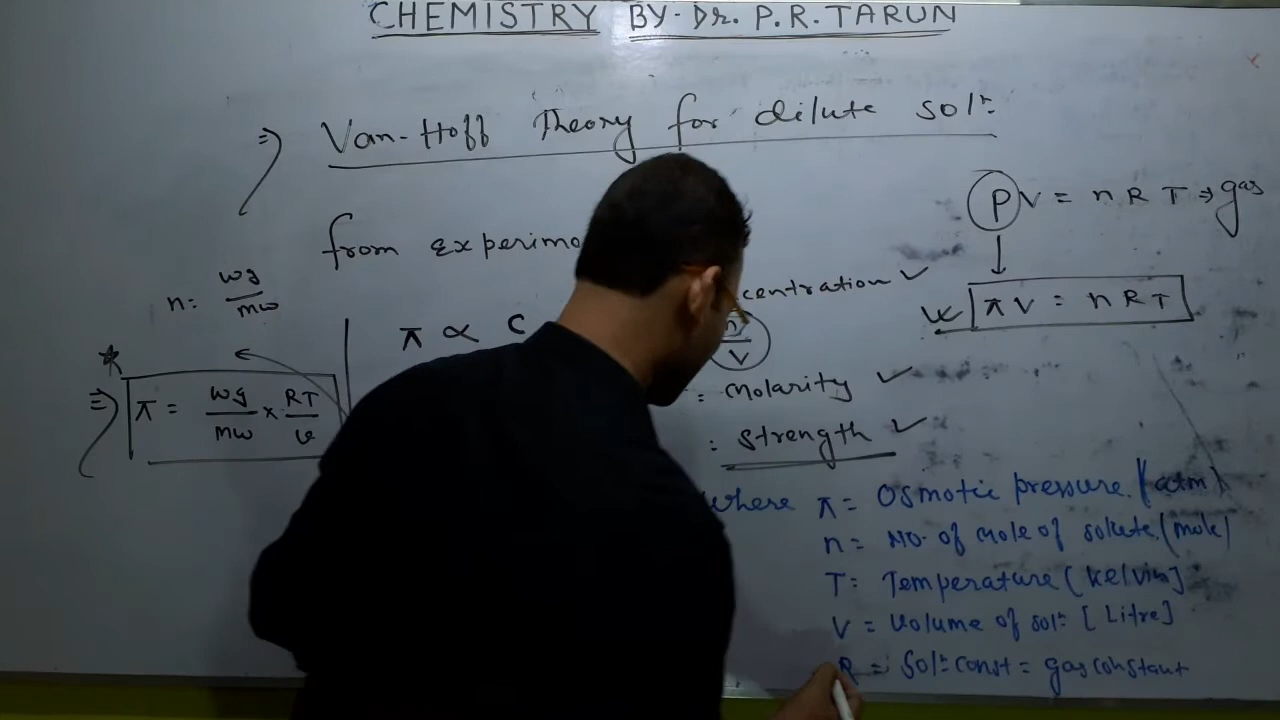 CHEMISTRY BY. Dr. P.R. TARUN
⇒ Van-Hoff Theory for dilute solⁿ
from
centration ✓
π ∝ C
n/V
= Molarity ✓
= Strength ✓
n = wg/mw
* ⇒ π = wg/mw × RT/V
PV = nRT ⇒ gas
πV = nRT
where π = Osmotic pressure. (atm)
n = No. of mole of solute. (mole)
T = Temperature [Kelvin]
V = Volume of solⁿ [Litre]
R = Solⁿ const = gas constant